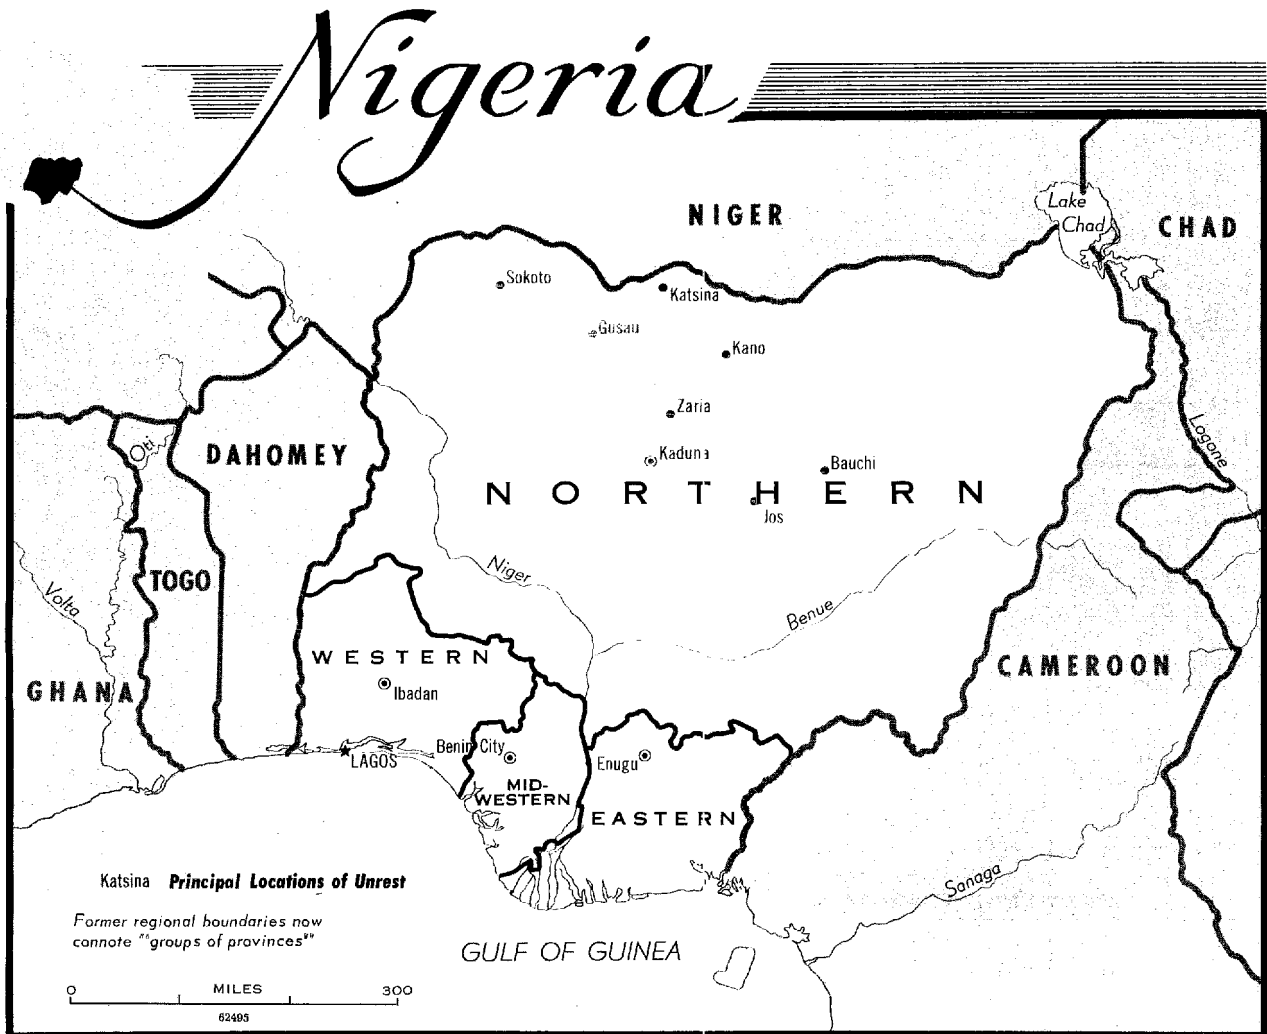 Nigeria
NIGER
Lake
Chad
CHAD
Sokoto
Katsina
Gusau
Kano
Zaria
Kaduna
Bauchi
NORTHERN
Jos
Logone
DAHOMEY
Oti
TOGO
Niger
Benue
Volta
WESTERN
Ibadan
CAMEROON
GHANA
LAGOS
Benin City
MID-
WESTERN
Enugu
EASTERN
Sanaga
Katsina Principal Locations of Unrest
Former regional boundaries now
connote "groups of provinces"
GULF OF GUINEA
0 MILES 300
62495